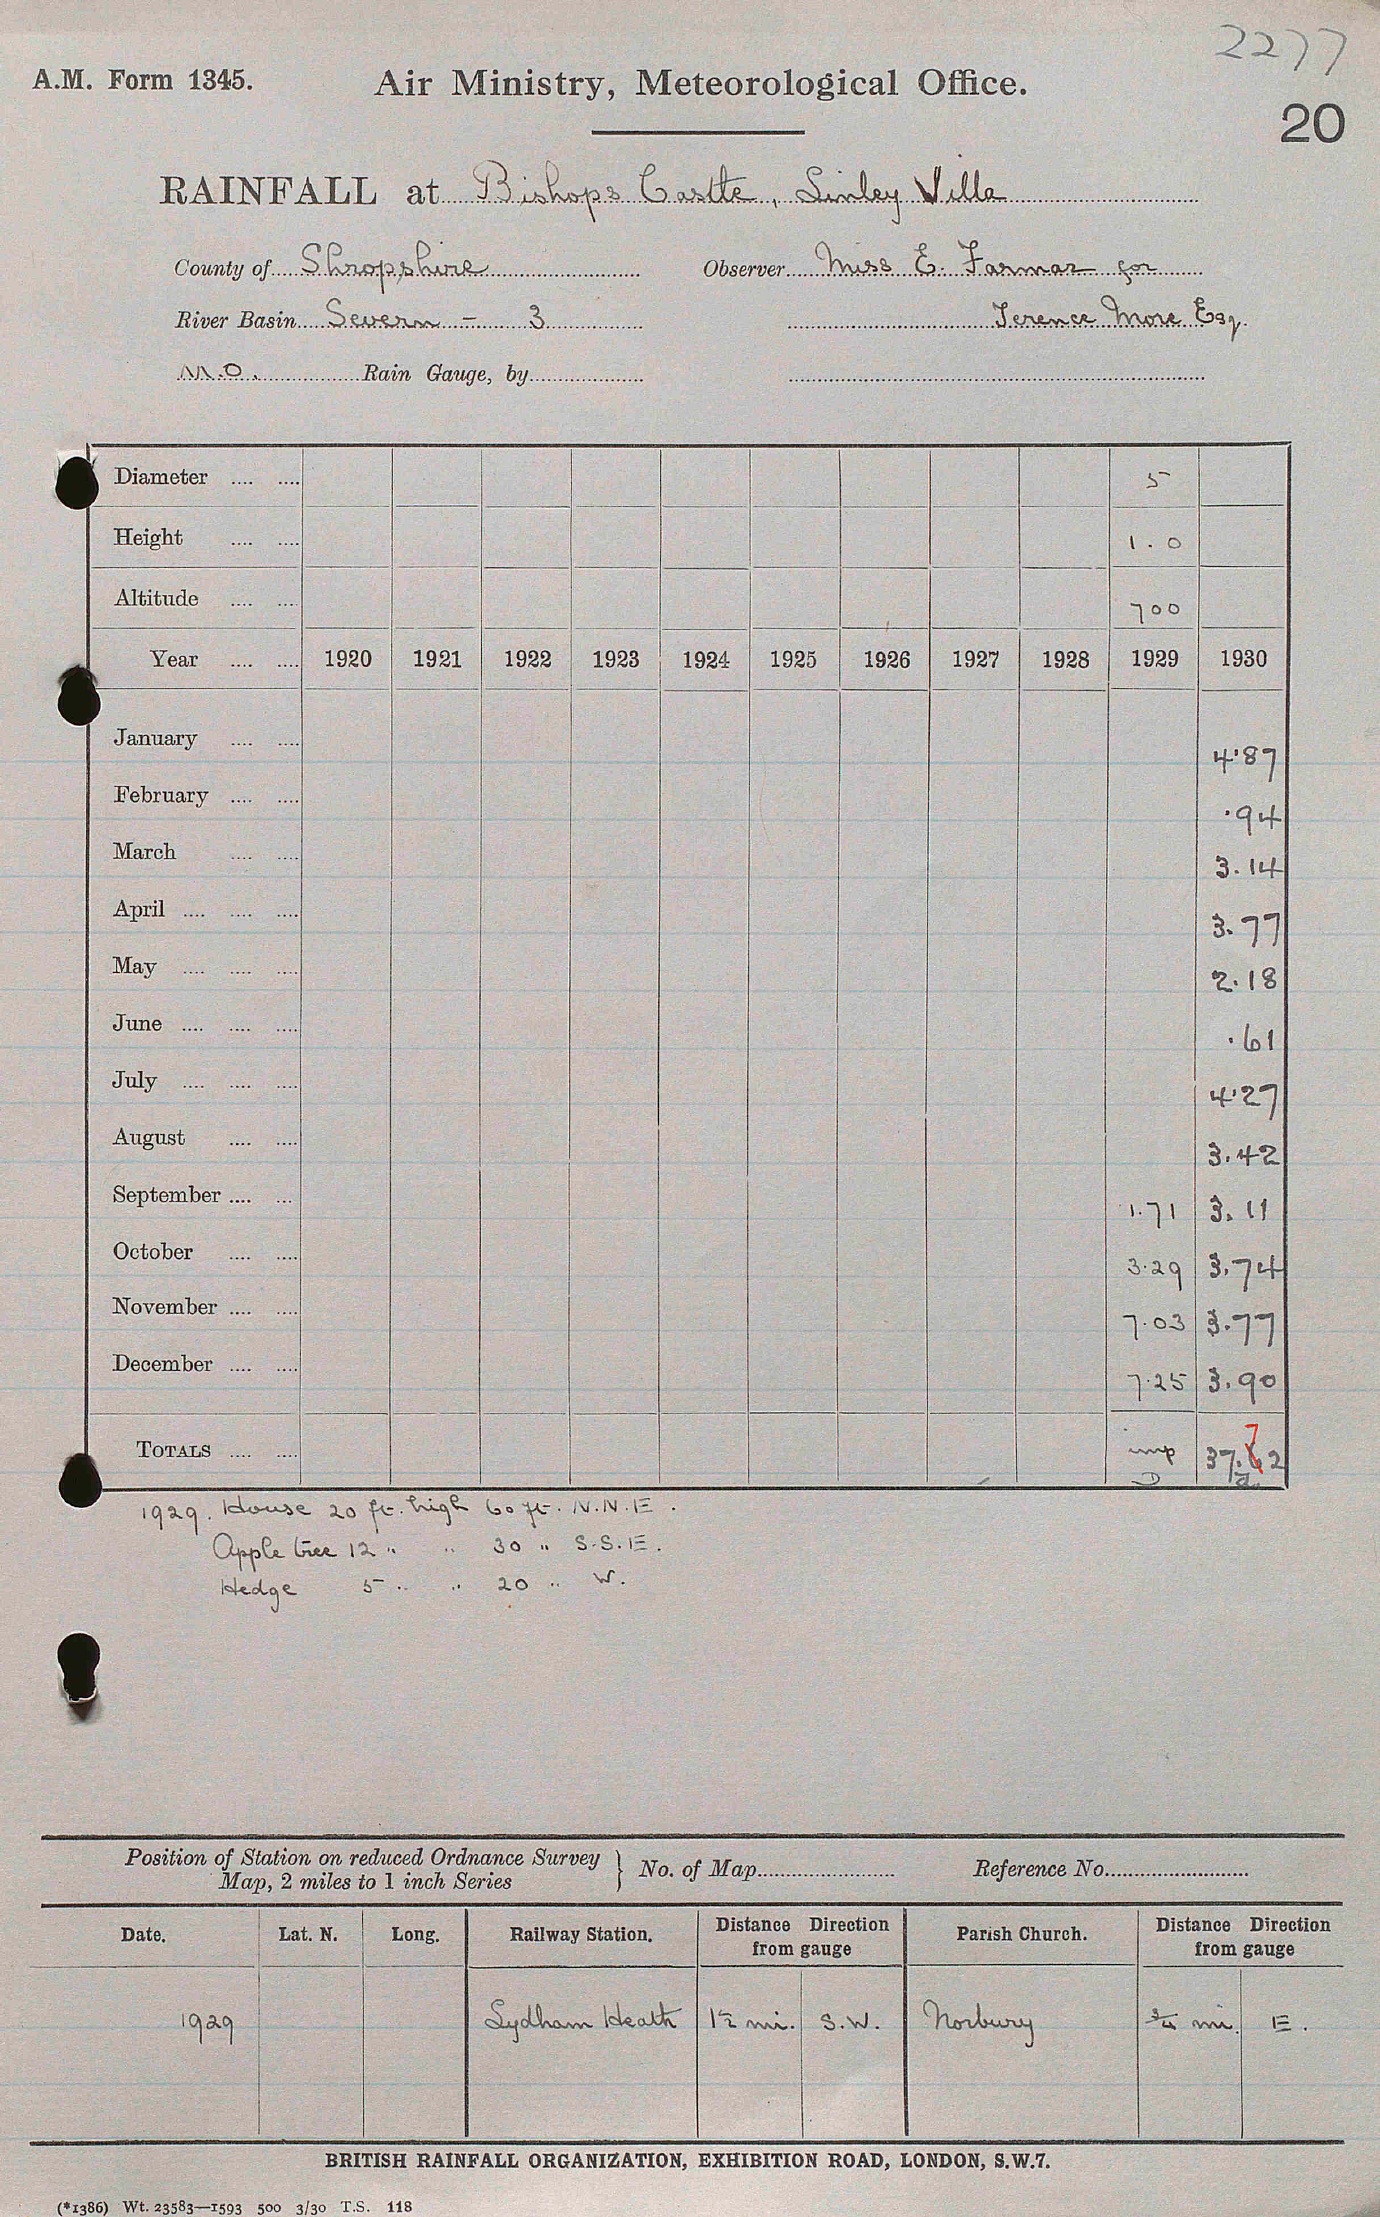 2277
A.M. Form 1345. Air Ministry, Meteorological Office.
20
RAINFALL at Bishops Castle, Linley Villa
County of Shropshire Observer Miss E. Farmar for
River Basin Severn - 3 Terence More Esq.
M.O. Rain Gauge, by
Diameter .... .... 5
Height .... .... 1.0
Altitude .... .... 700
Year .... .... 1920 1921 1922 1923 1924 1925 1926 1927 1928 1929 1930
January .... .... 4.87
February .... .... .94
March .... .... 3.14
April .... .... .... 3.77
May .... .... .... 2.18
June .... .... .... .61
July .... .... .... 4.27
August .... .... 3.42
September .... .... 1.71 3.11
October .... .... 3.29 3.74
November .... .... 7.03 3.77
December .... .... 7.25 3.90
7
TOTALS .... .... imp 37.62
1929. House 20 ft. high 60 ft. N.N.E.
Apple tree 12 " " 30 " S.S.E.
Hedge 5 " " 20 " W.
Position of Station on reduced Ordnance Survey
Map, 2 miles to 1 inch Series } No. of Map Reference No.
Date. Lat. N. Long. Railway Station. Distance Direction from gauge Parish Church. Distance Direction from gauge
1929 Lydham Heath 1½ mi. S.W. Norbury ¾ mi. E.
BRITISH RAINFALL ORGANIZATION, EXHIBITION ROAD, LONDON, S.W.7.
(*1386) Wt. 23583—1593 500 3/30 T.S. 118